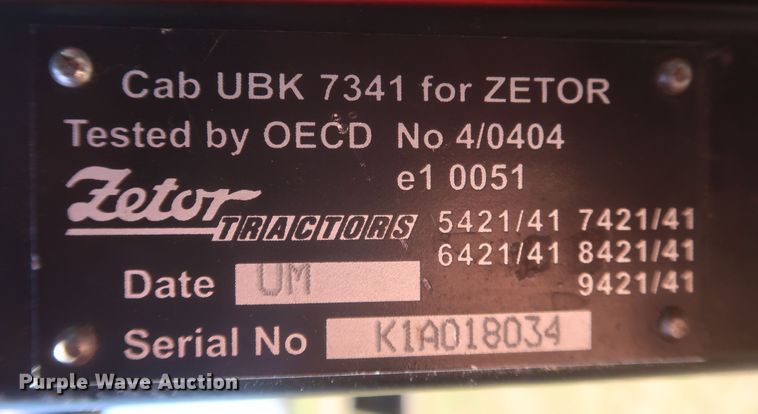 Cab UBK 7341 for ZETOR
Tested by OECD No 4/0404
e1 0051
Zetor
TRACTORS
5421/41 7421/41
6421/41 8421/41
9421/41
Date UM
Serial No K1A018034
Purple Wave Auction